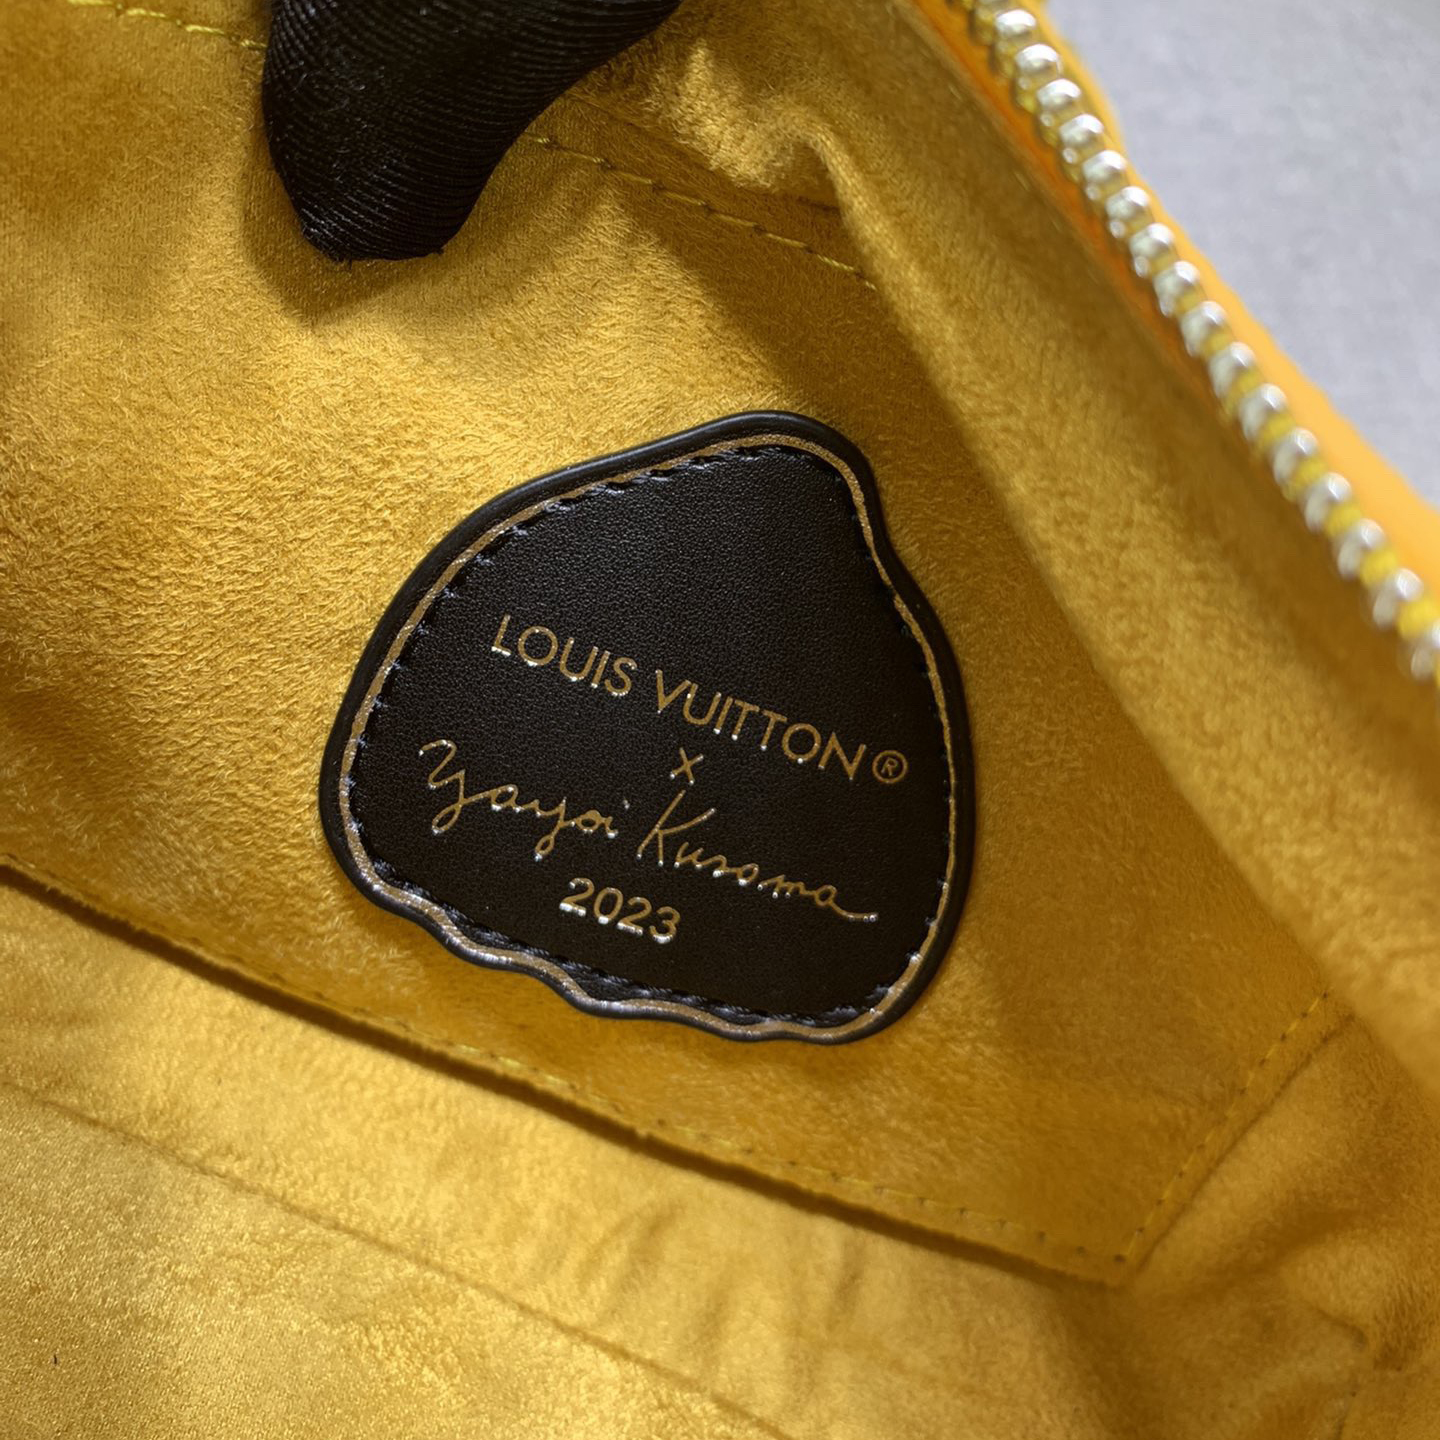 LOUIS VUITTON®
x
Yayoi Kusama
2023